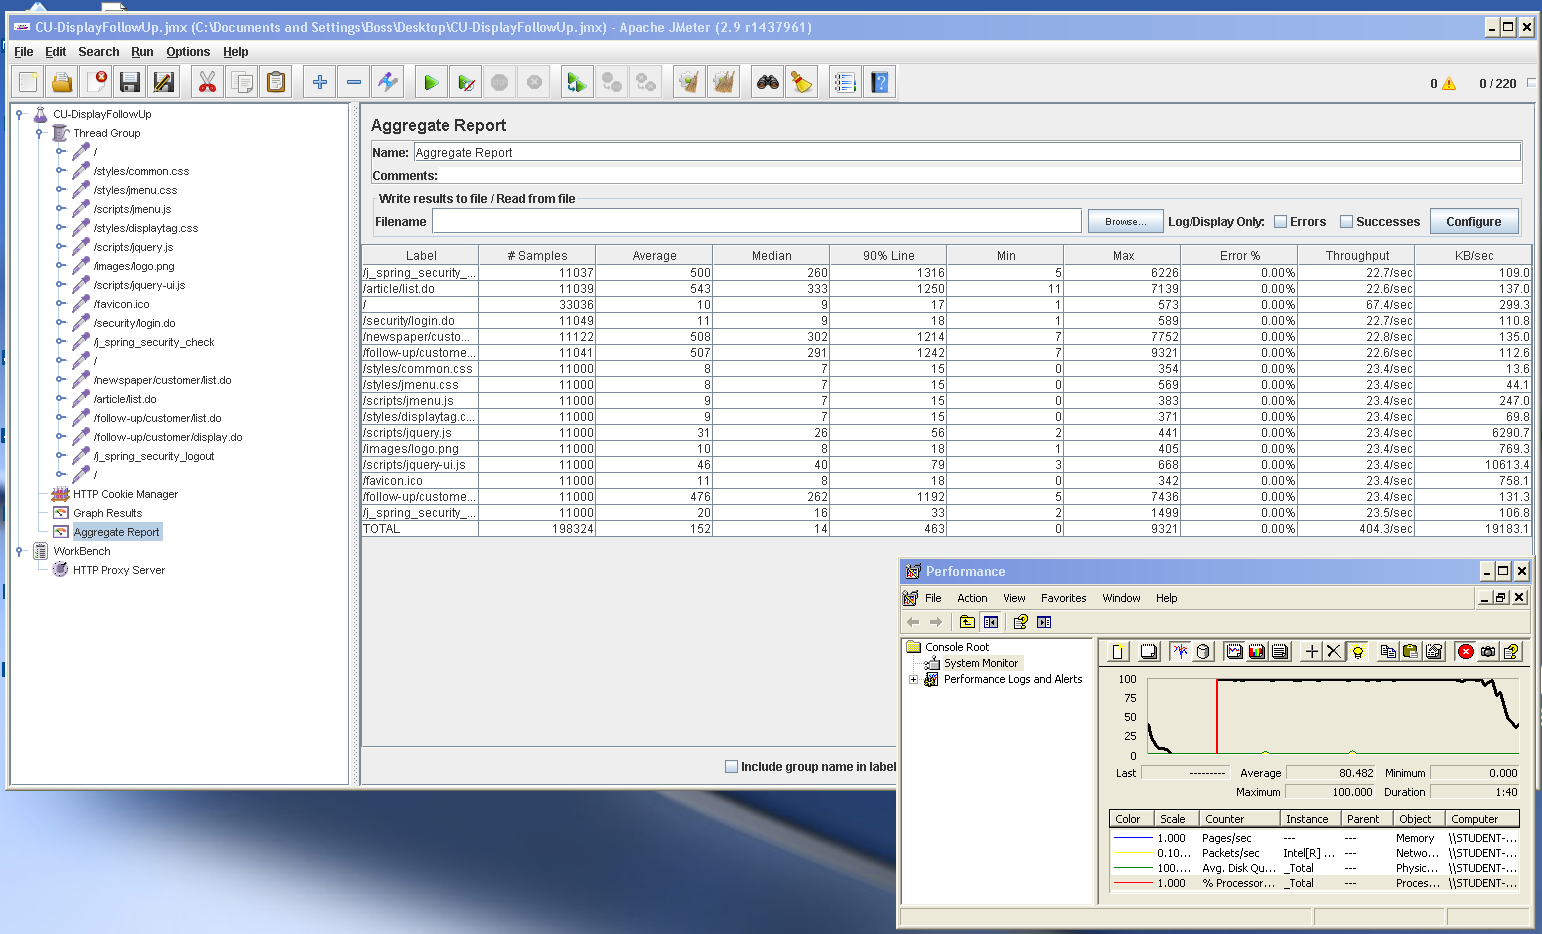 CU-DisplayFollowUp.jmx (C:\Documents and Settings\Boss\Desktop\CU-DisplayFollowUp.jmx) - Apache JMeter (2.9 r1437961)
File Edit Search Run Options Help
0 0 / 220
CU-DisplayFollowUp
Thread Group
/
/styles/common.css
/styles/jmenu.css
/scripts/jmenu.js
/styles/displaytag.css
/scripts/jquery.js
/images/logo.png
/scripts/jquery-ui.js
/favicon.ico
/security/login.do
/j_spring_security_check
/
/newspaper/customer/list.do
/article/list.do
/follow-up/customer/list.do
/follow-up/customer/display.do
/j_spring_security_logout
/
HTTP Cookie Manager
Graph Results
Aggregate Report
WorkBench
HTTP Proxy Server
Aggregate Report
Name: Aggregate Report
Comments:
Write results to file / Read from file
Filename Browse... Log/Display Only: Errors Successes Configure
Label # Samples Average Median 90% Line Min Max Error % Throughput KB/sec
/j_spring_security_... 11037 500 260 1316 5 6226 0.00% 22.7/sec 109.0
/article/list.do 11039 543 333 1250 11 7139 0.00% 22.6/sec 137.0
/ 33036 10 9 17 1 573 0.00% 67.4/sec 299.3
/security/login.do 11049 11 9 18 1 589 0.00% 22.7/sec 110.8
/newspaper/custo... 11122 508 302 1214 7 7752 0.00% 22.8/sec 135.0
/follow-up/custome... 11041 507 291 1242 7 9321 0.00% 22.6/sec 112.6
/styles/common.css 11000 8 7 15 0 354 0.00% 23.4/sec 13.6
/styles/jmenu.css 11000 8 7 15 0 569 0.00% 23.4/sec 44.1
/scripts/jmenu.js 11000 9 7 15 0 383 0.00% 23.4/sec 247.0
/styles/displaytag.c... 11000 9 7 15 0 371 0.00% 23.4/sec 69.8
/scripts/jquery.js 11000 31 26 56 2 441 0.00% 23.4/sec 6290.7
/images/logo.png 11000 10 8 18 1 405 0.00% 23.4/sec 769.3
/scripts/jquery-ui.js 11000 46 40 79 3 668 0.00% 23.4/sec 10613.4
/favicon.ico 11000 11 8 18 0 342 0.00% 23.4/sec 758.1
/follow-up/custome... 11000 476 262 1192 5 7436 0.00% 23.4/sec 131.3
/j_spring_security_... 11000 20 16 33 2 1499 0.00% 23.5/sec 106.8
TOTAL 198324 152 14 463 0 9321 0.00% 404.3/sec 19183.1
Include group name in label
Performance
File Action View Favorites Window Help
Console Root
System Monitor
Performance Logs and Alerts
100
75
50
25
0
Last --------- Average 80.482 Minimum 0.000
Maximum 100.000 Duration 1:40
Color Scale Counter Instance Parent Object Computer
1.000 Pages/sec --- --- Memory \\STUDENT-...
0.10... Packets/sec Intel[R] ... --- Netwo... \\STUDENT-...
100.... Avg. Disk Qu... _Total --- Physic... \\STUDENT-...
1.000 % Processor... _Total --- Proces... \\STUDENT-...